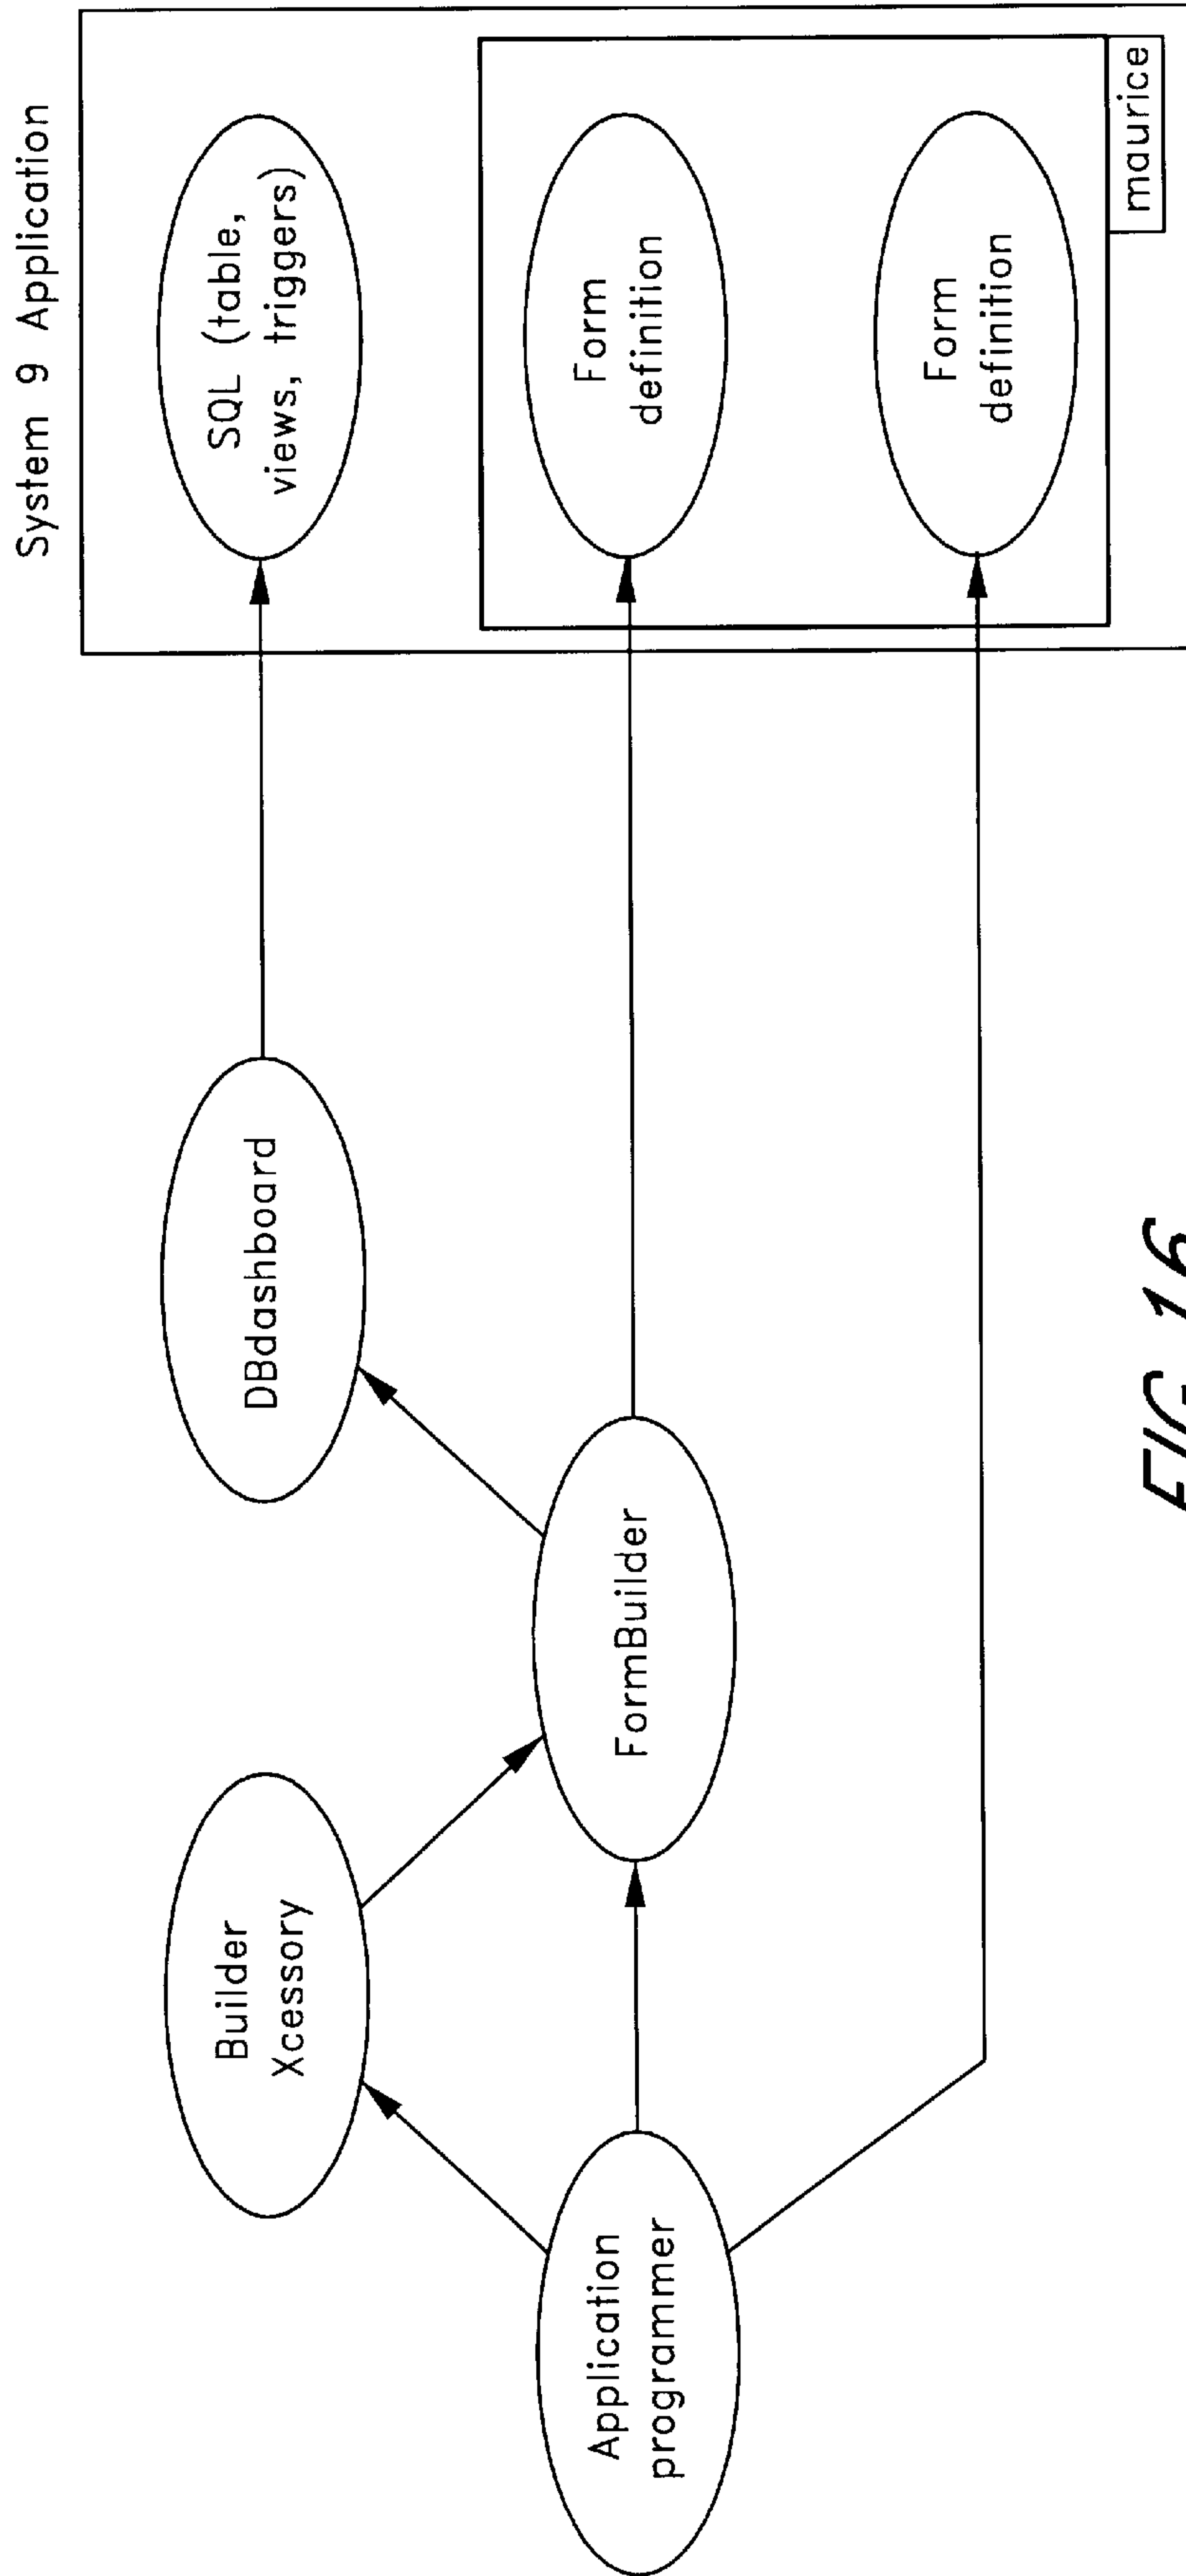 System 9 Application
Builder
Xcessory
DBdashboard
SQL (table,
views, triggers)
Application
programmer
FormBuilder
Form
definition
Form
definition
maurice
FIG. 16